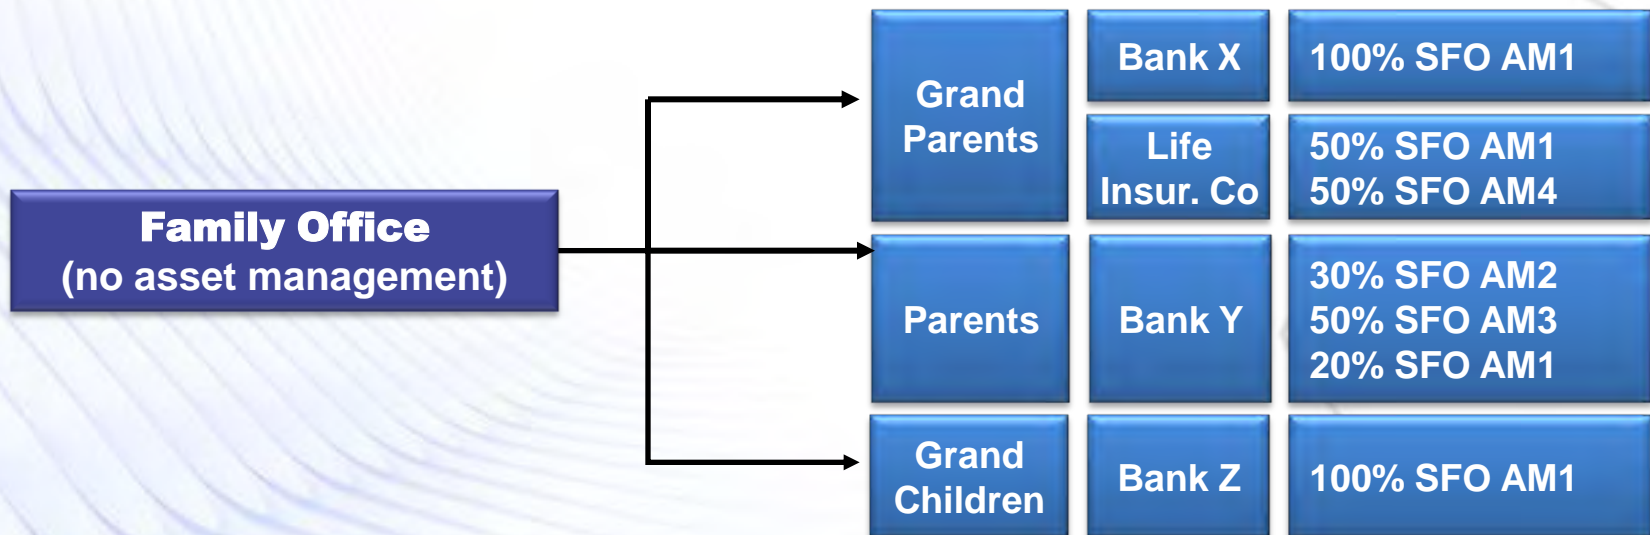 Family Office
(no asset management)
Grand
Parents
Bank X
100% SFO AM1
Life
Insur. Co
50% SFO AM1
50% SFO AM4
Parents
Bank Y
30% SFO AM2
50% SFO AM3
20% SFO AM1
Grand
Children
Bank Z
100% SFO AM1